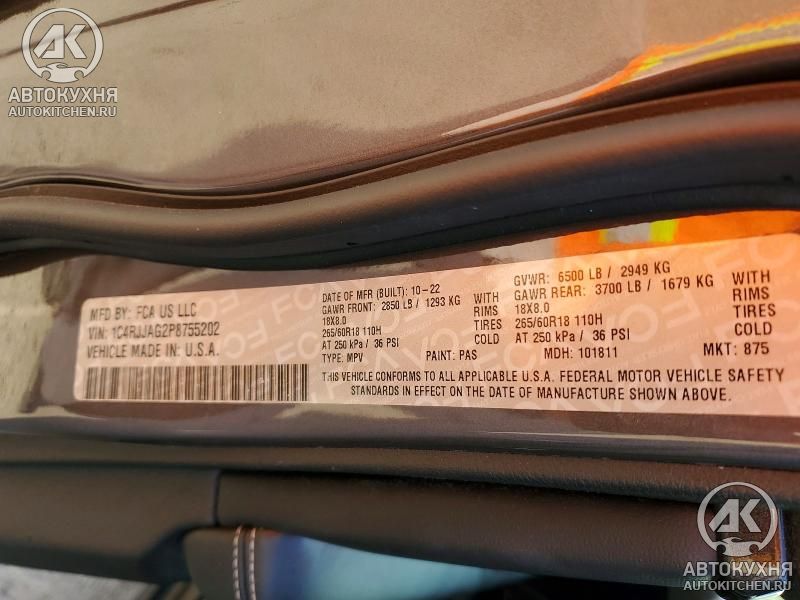 АК
АВТОКУХНЯ
AUTOKITCHEN.RU
MFD BY: FCA US LLC
VIN: 1C4RJJAG2P8755202
VEHICLE MADE IN: U.S.A.
DATE OF MFR (BUILT): 10-22
GAWR FRONT: 2850 LB / 1293 KG WITH
18X8.0 RIMS
265/60R18 110H TIRES
AT 250 kPa / 36 PSI COLD
TYPE: MPV
PAINT: PAS
GVWR: 6500 LB / 2949 KG
GAWR REAR: 3700 LB / 1679 KG WITH
18X8.0 RIMS
265/60R18 110H TIRES
AT 250 kPa / 36 PSI COLD
MDH: 101811
MKT: 875
THIS VEHICLE CONFORMS TO ALL APPLICABLE U.S.A. FEDERAL MOTOR VEHICLE SAFETY
STANDARDS IN EFFECT ON THE DATE OF MANUFACTURE SHOWN ABOVE.
АК
АВТОКУХНЯ
AUTOKITCHEN.RU